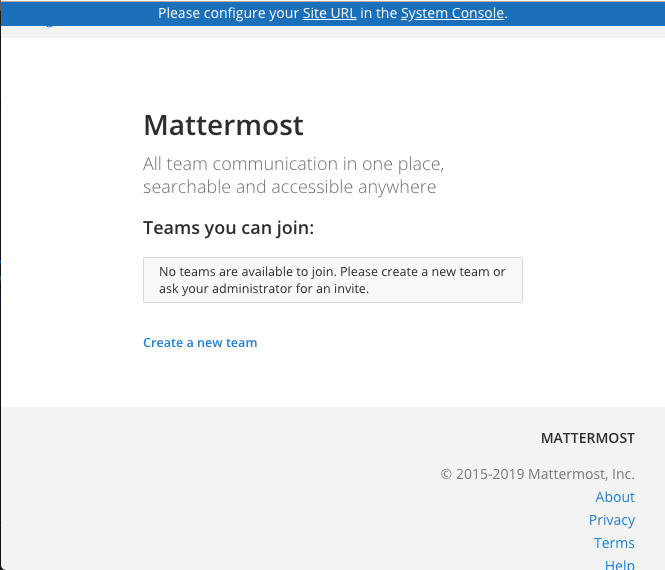 Please configure your Site URL in the System Console.
Mattermost
All team communication in one place,
searchable and accessible anywhere
Teams you can join:
No teams are available to join. Please create a new team or
ask your administrator for an invite.
Create a new team
MATTERMOST
© 2015-2019 Mattermost, Inc.
About
Privacy
Terms
Help